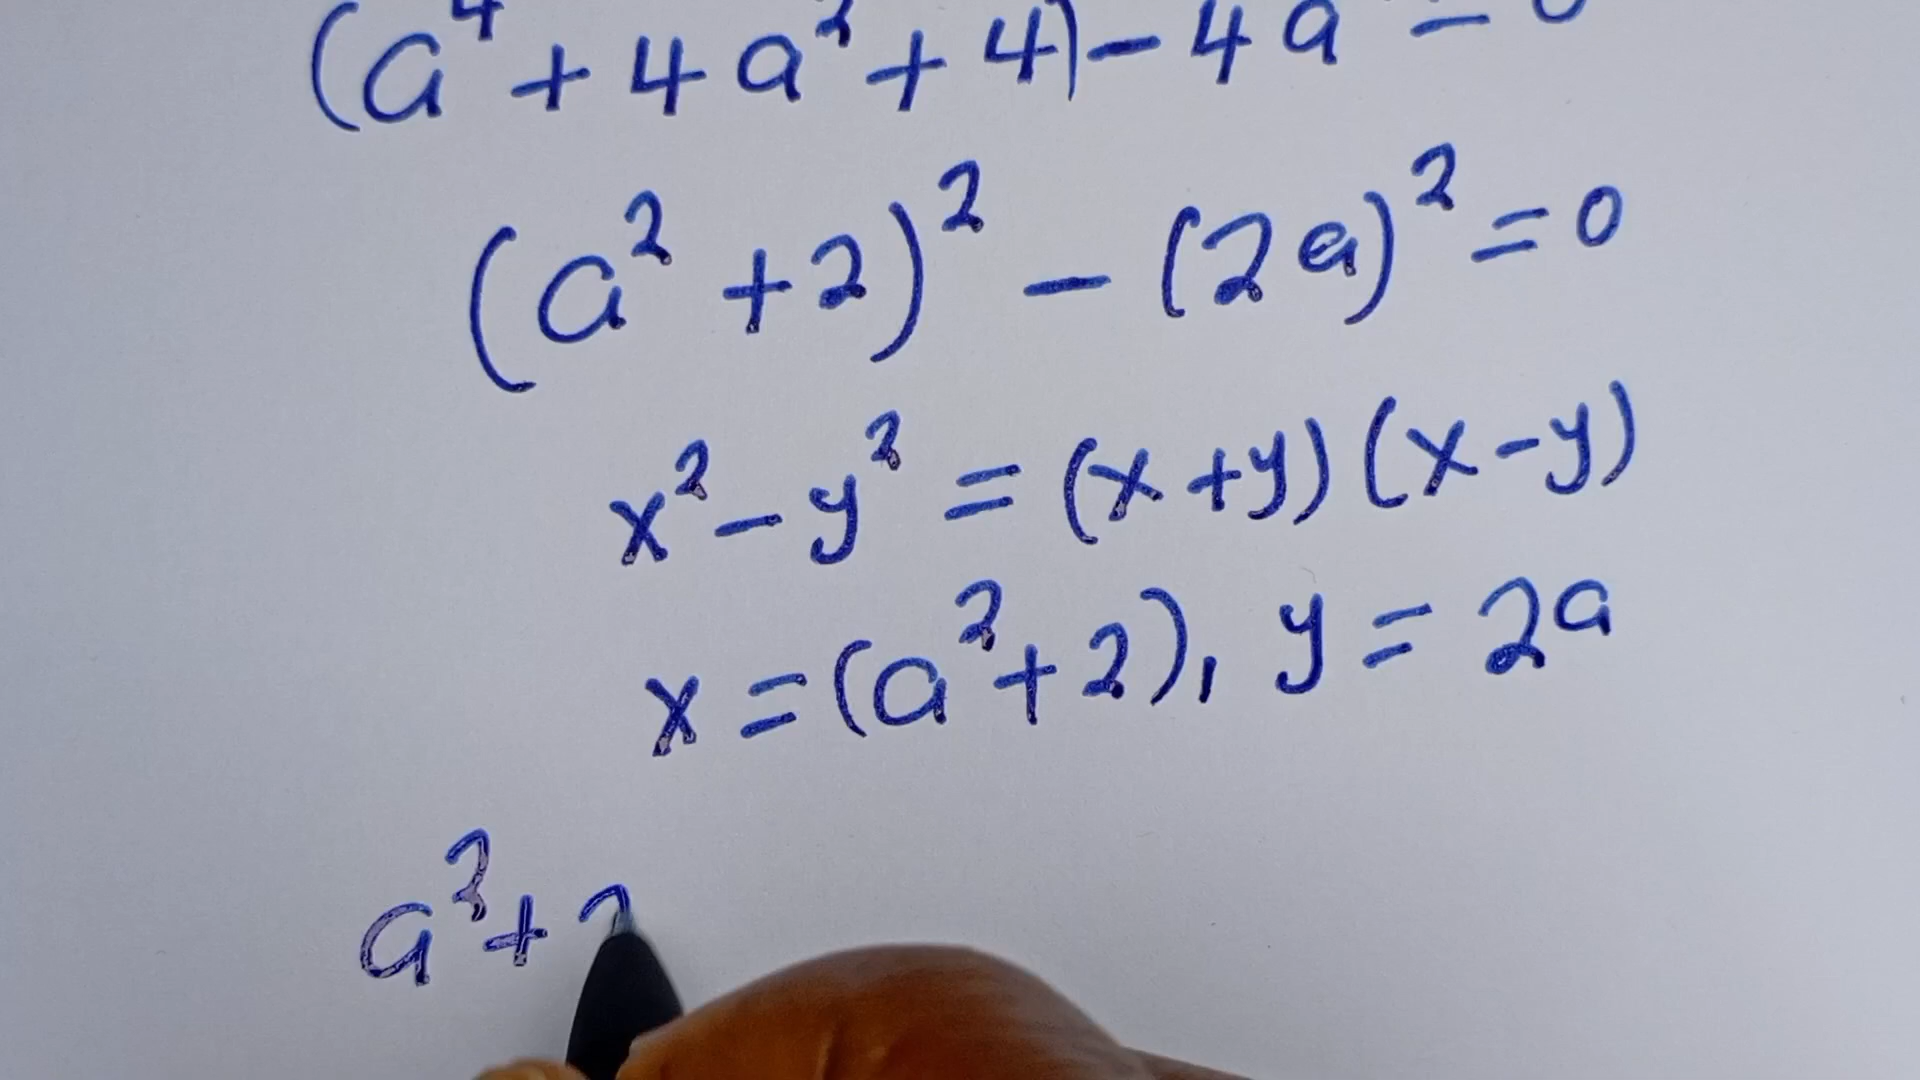 (a⁴ + 4a² + 4) - 4a² = 0
(a² + 2)² - (2a)² = 0
x² - y² = (x + y)(x - y)
x = (a² + 2), y = 2a
a² +